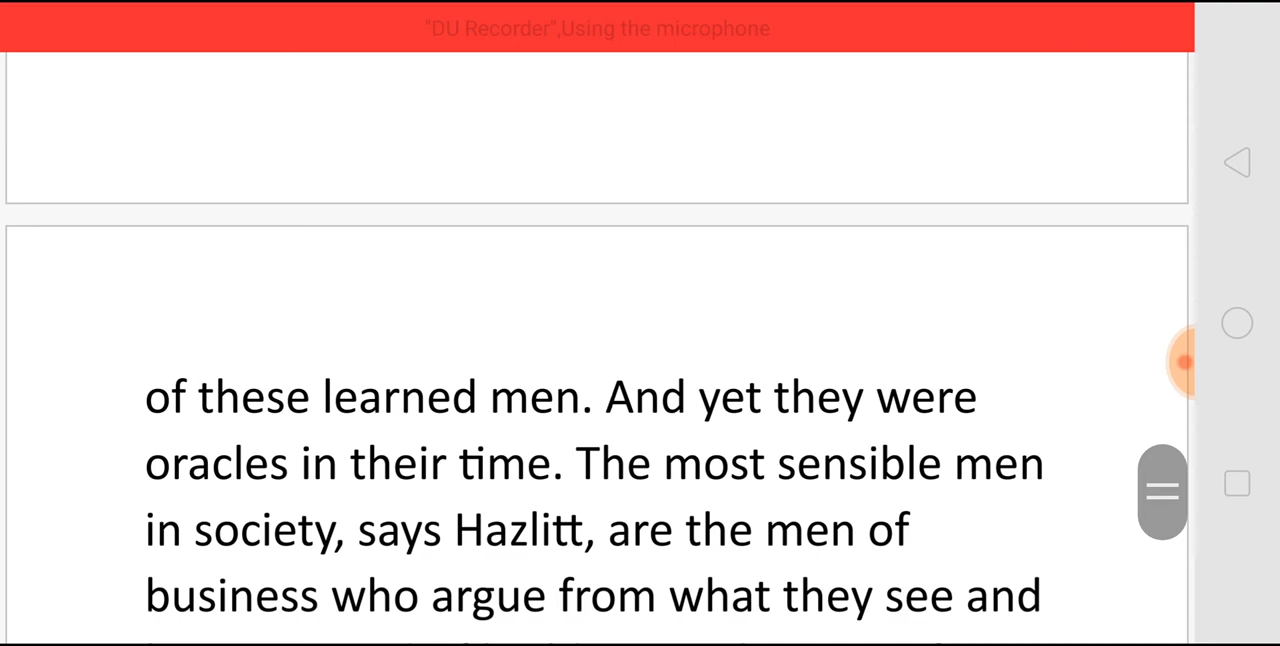 "DU Recorder",Using the microphone
of these learned men. And yet they were
oracles in their time. The most sensible men
in society, says Hazlitt, are the men of
business who argue from what they see and